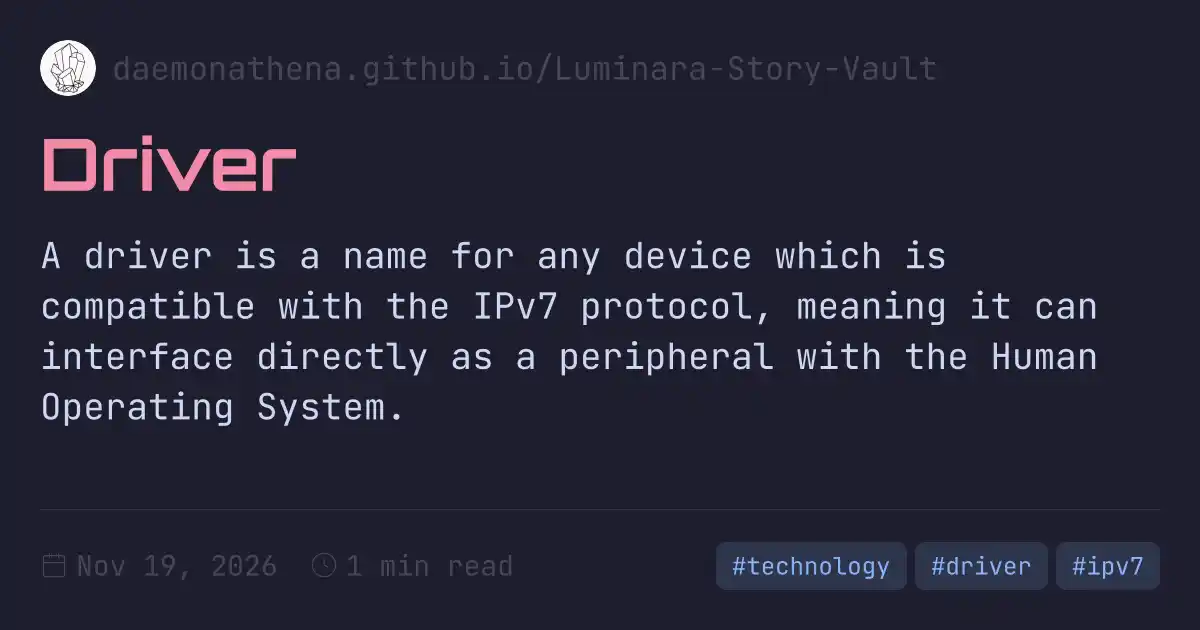 daemonathena.github.io/Luminara-Story-Vault
Driver
A driver is a name for any device which is
compatible with the IPv7 protocol, meaning it can
interface directly as a peripheral with the Human
Operating System.
Nov 19, 2026 1 min read #technology #driver #ipv7